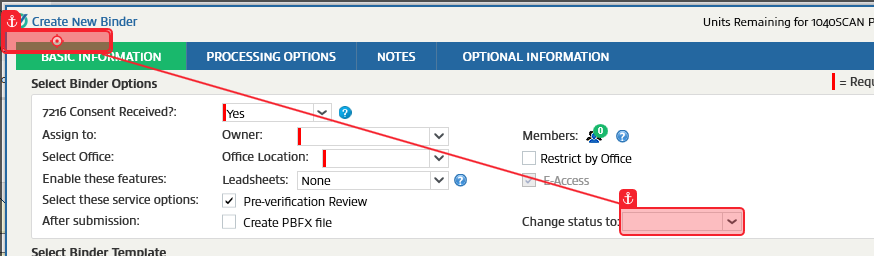 Create New Binder
Units Remaining for 1040SCAN P
BASIC INFORMATION PROCESSING OPTIONS NOTES OPTIONAL INFORMATION
Select Binder Options
= Requ
7216 Consent Received?: Yes ?
Assign to: Owner: Members: 0 ?
Select Office: Office Location: Restrict by Office
Enable these features: Leadsheets: None ? E-Access
Select these service options: Pre-verification Review
After submission: Create PBFX file Change status to:
Select Binder Template